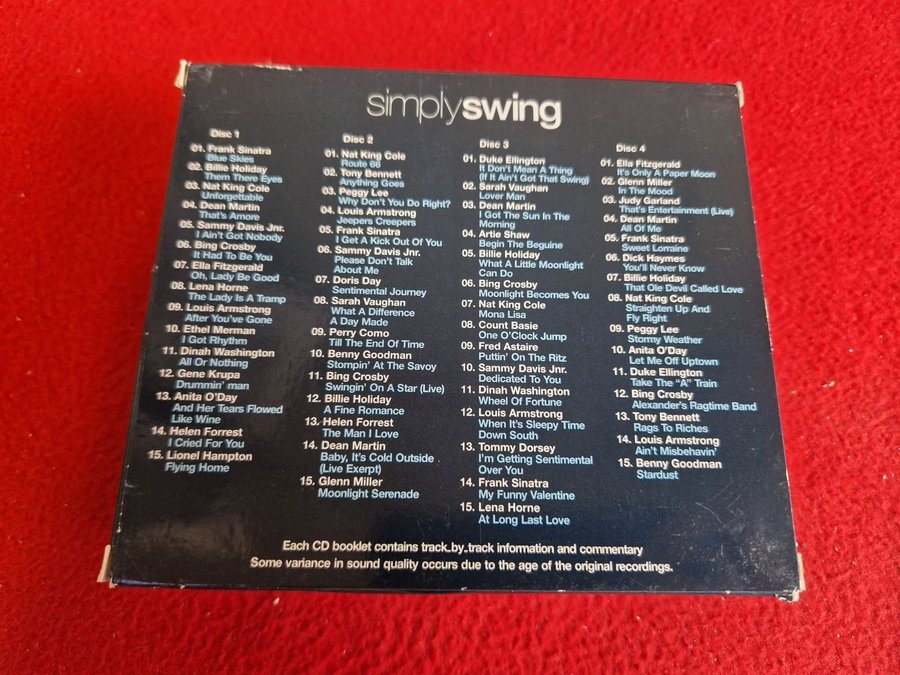 simplyswing
Disc 1
01. Frank Sinatra
Blue Skies
02. Billie Holiday
Them There Eyes
03. Nat King Cole
Unforgettable
04. Dean Martin
That's Amore
05. Sammy Davis Jnr.
I Ain't Got Nobody
06. Bing Crosby
It Had To Be You
07. Ella Fitzgerald
Oh, Lady Be Good
08. Lena Horne
The Lady Is A Tramp
09. Louis Armstrong
After You've Gone
10. Ethel Merman
I Got Rhythm
11. Dinah Washington
All Or Nothing
12. Gene Krupa
Drummin' man
13. Anita O'Day
And Her Tears Flowed
Like Wine
14. Helen Forrest
I Cried For You
15. Lionel Hampton
Flying Home
Disc 2
01. Nat King Cole
Route 66
02. Tony Bennett
Anything Goes
03. Peggy Lee
Why Don't You Do Right?
04. Louis Armstrong
Jeepers Creepers
05. Frank Sinatra
I Get A Kick Out Of You
06. Sammy Davis Jnr.
Please Don't Talk
About Me
07. Doris Day
Sentimental Journey
08. Sarah Vaughan
What A Difference
A Day Made
09. Perry Como
Till The End Of Time
10. Benny Goodman
Stompin' At The Savoy
11. Bing Crosby
Swingin' On A Star (Live)
12. Billie Holiday
A Fine Romance
13. Helen Forrest
The Man I Love
14. Dean Martin
Baby, It's Cold Outside
(Live Exerpt)
15. Glenn Miller
Moonlight Serenade
Disc 3
01. Duke Ellington
It Don't Mean A Thing
(If It Ain't Got That Swing)
02. Sarah Vaughan
Lover Man
03. Dean Martin
I Got The Sun In The
Morning
04. Artie Shaw
Begin The Beguine
05. Billie Holiday
What A Little Moonlight
Can Do
06. Bing Crosby
Moonlight Becomes You
07. Nat King Cole
Mona Lisa
08. Count Basie
One O'Clock Jump
09. Fred Astaire
Puttin' On The Ritz
10. Sammy Davis Jnr.
Dedicated To You
11. Dinah Washington
Wheel Of Fortune
12. Louis Armstrong
When It's Sleepy Time
Down South
13. Tommy Dorsey
I'm Getting Sentimental
Over You
14. Frank Sinatra
My Funny Valentine
15. Lena Horne
At Long Last Love
Disc 4
01. Ella Fitzgerald
It's Only A Paper Moon
02. Glenn Miller
In The Mood
03. Judy Garland
That's Entertainment (Live)
04. Dean Martin
All Of Me
05. Frank Sinatra
Sweet Lorraine
06. Dick Haymes
You'll Never Know
07. Billie Holiday
That Ole Devil Called Love
08. Nat King Cole
Straighten Up And
Fly Right
09. Peggy Lee
Stormy Weather
10. Anita O'Day
Let Me Off Uptown
11. Duke Ellington
Take The "A" Train
12. Bing Crosby
Alexander's Ragtime Band
13. Tony Bennett
Rags To Riches
14. Louis Armstrong
Ain't Misbehavin'
15. Benny Goodman
Stardust
Each CD booklet contains track_by_track information and commentary
Some variance in sound quality occurs due to the age of the original recordings.